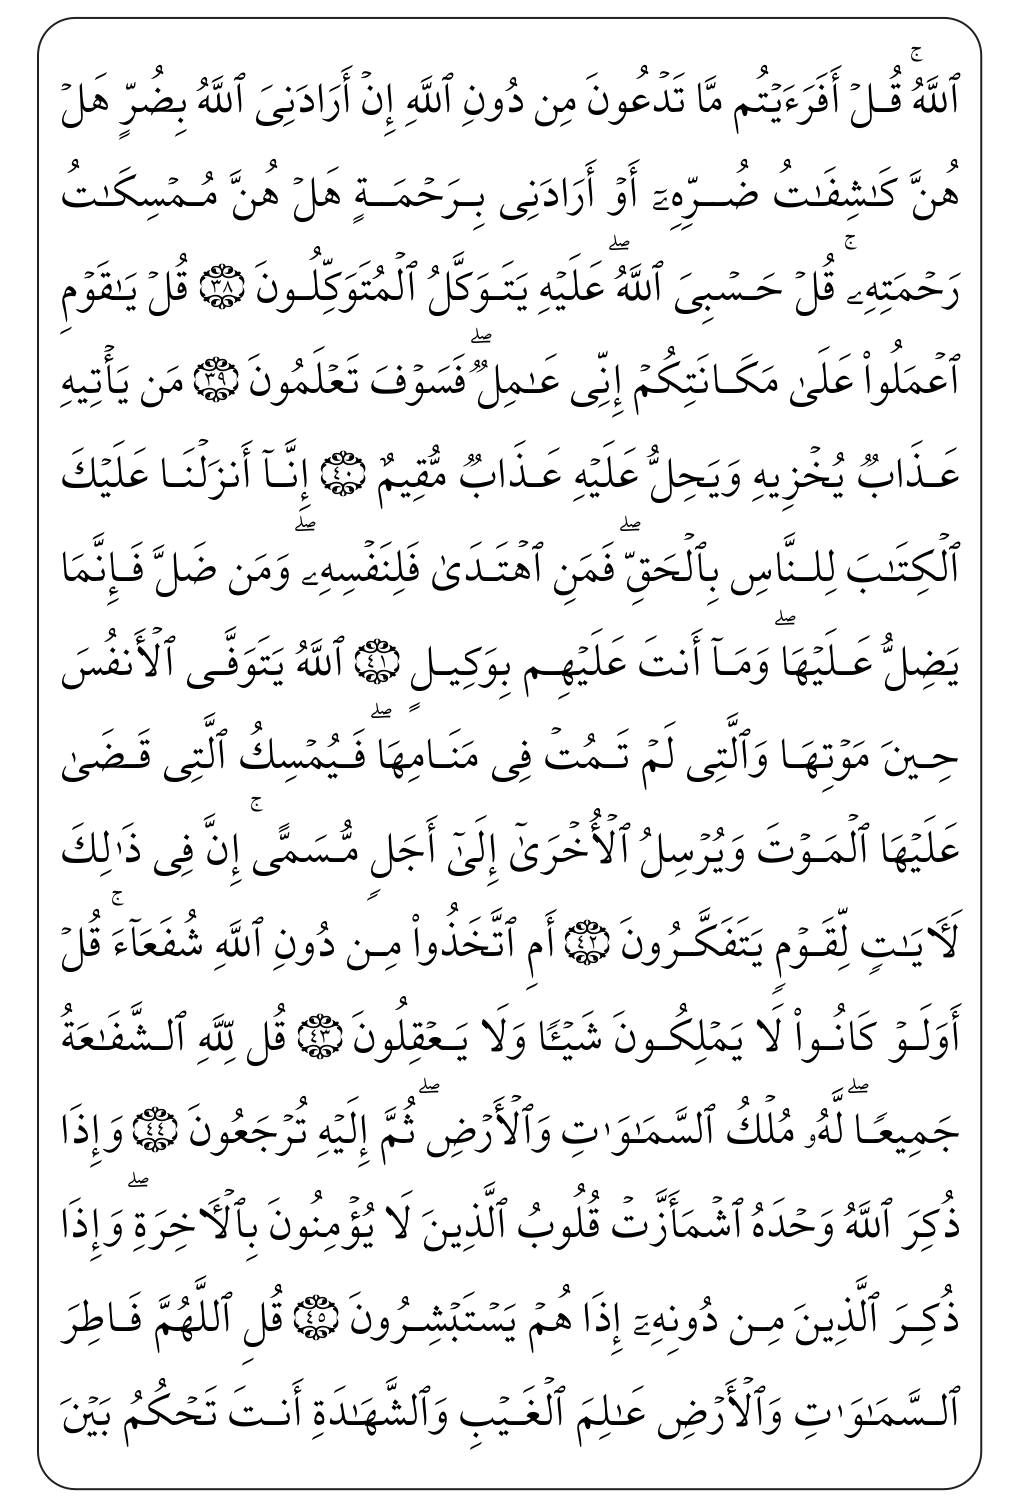 ٱللَّهُۚ قُلۡ أَفَرَءَيۡتُم مَّا تَدۡعُونَ مِن دُونِ ٱللَّهِ إِنۡ أَرَادَنِيَ ٱللَّهُ بِضُرٍّ هَلۡ
هُنَّ كَٰشِفَٰتُ ضُرِّهِۦٓ أَوۡ أَرَادَنِي بِرَحۡمَةٍ هَلۡ هُنَّ مُمۡسِكَٰتُ
رَحۡمَتِهِۦۚ قُلۡ حَسۡبِيَ ٱللَّهُۖ عَلَيۡهِ يَتَوَكَّلُ ٱلۡمُتَوَكِّلُونَ ٣٨ قُلۡ يَٰقَوۡمِ
ٱعۡمَلُواْ عَلَىٰ مَكَانَتِكُمۡ إِنِّي عَٰمِلٞۖ فَسَوۡفَ تَعۡلَمُونَ ٣٩ مَن يَأۡتِيهِ
عَذَابٞ يُخۡزِيهِ وَيَحِلُّ عَلَيۡهِ عَذَابٞ مُّقِيمٌ ٤٠ إِنَّآ أَنزَلۡنَا عَلَيۡكَ
ٱلۡكِتَٰبَ لِلنَّاسِ بِٱلۡحَقِّۖ فَمَنِ ٱهۡتَدَىٰ فَلِنَفۡسِهِۦۖ وَمَن ضَلَّ فَإِنَّمَا
يَضِلُّ عَلَيۡهَاۖ وَمَآ أَنتَ عَلَيۡهِم بِوَكِيلٍ ٤١ ٱللَّهُ يَتَوَفَّى ٱلۡأَنفُسَ
حِينَ مَوۡتِهَا وَٱلَّتِي لَمۡ تَمُتۡ فِي مَنَامِهَاۖ فَيُمۡسِكُ ٱلَّتِي قَضَىٰ
عَلَيۡهَا ٱلۡمَوۡتَ وَيُرۡسِلُ ٱلۡأُخۡرَىٰٓ إِلَىٰٓ أَجَلٖ مُّسَمًّىۚ إِنَّ فِي ذَٰلِكَ
لَأٓيَٰتٖ لِّقَوۡمٖ يَتَفَكَّرُونَ ٤٢ أَمِ ٱتَّخَذُواْ مِن دُونِ ٱللَّهِ شُفَعَآءَۚ قُلۡ
أَوَلَوۡ كَانُواْ لَا يَمۡلِكُونَ شَيۡـٔٗا وَلَا يَعۡقِلُونَ ٤٣ قُل لِّلَّهِ ٱلشَّفَٰعَةُ
جَمِيعٗاۖ لَّهُۥ مُلۡكُ ٱلسَّمَٰوَٰتِ وَٱلۡأَرۡضِۖ ثُمَّ إِلَيۡهِ تُرۡجَعُونَ ٤٤ وَإِذَا
ذُكِرَ ٱللَّهُ وَحۡدَهُ ٱشۡمَأَزَّتۡ قُلُوبُ ٱلَّذِينَ لَا يُؤۡمِنُونَ بِٱلۡأٓخِرَةِۖ وَإِذَا
ذُكِرَ ٱلَّذِينَ مِن دُونِهِۦٓ إِذَا هُمۡ يَسۡتَبۡشِرُونَ ٤٥ قُلِ ٱللَّهُمَّ فَاطِرَ
ٱلسَّمَٰوَٰتِ وَٱلۡأَرۡضِ عَٰلِمَ ٱلۡغَيۡبِ وَٱلشَّهَٰدَةِ أَنتَ تَحۡكُمُ بَيۡنَ